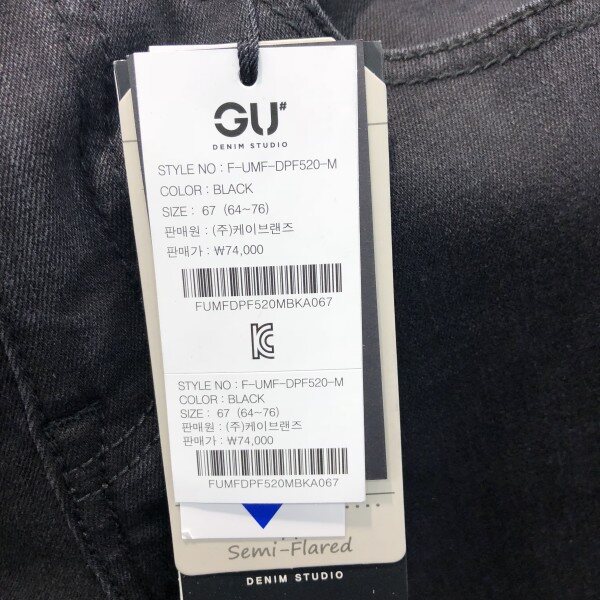 GU#
DENIM STUDIO
STYLE NO : F-UMF-DPF520-M
COLOR : BLACK
SIZE : 67 (64~76)
판매원 : (주)케이브랜즈
판매가 : ₩74,000
FUMFDPF520MBKA067
STYLE NO : F-UMF-DPF520-M
COLOR : BLACK
SIZE : 67 (64~76)
판매원 : (주)케이브랜즈
판매가 : ₩74,000
FUMFDPF520MBKA067
Semi-Flared
DENIM STUDIO